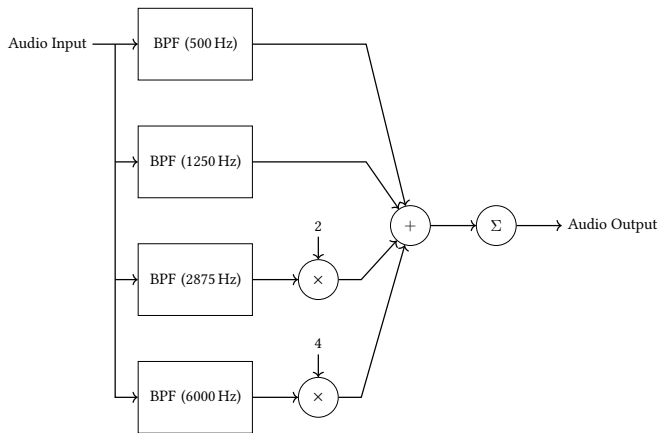 Audio Input
BPF (500 Hz)
BPF (1250 Hz)
2
+
Σ
Audio Output
BPF (2875 Hz)
×
4
BPF (6000 Hz)
×